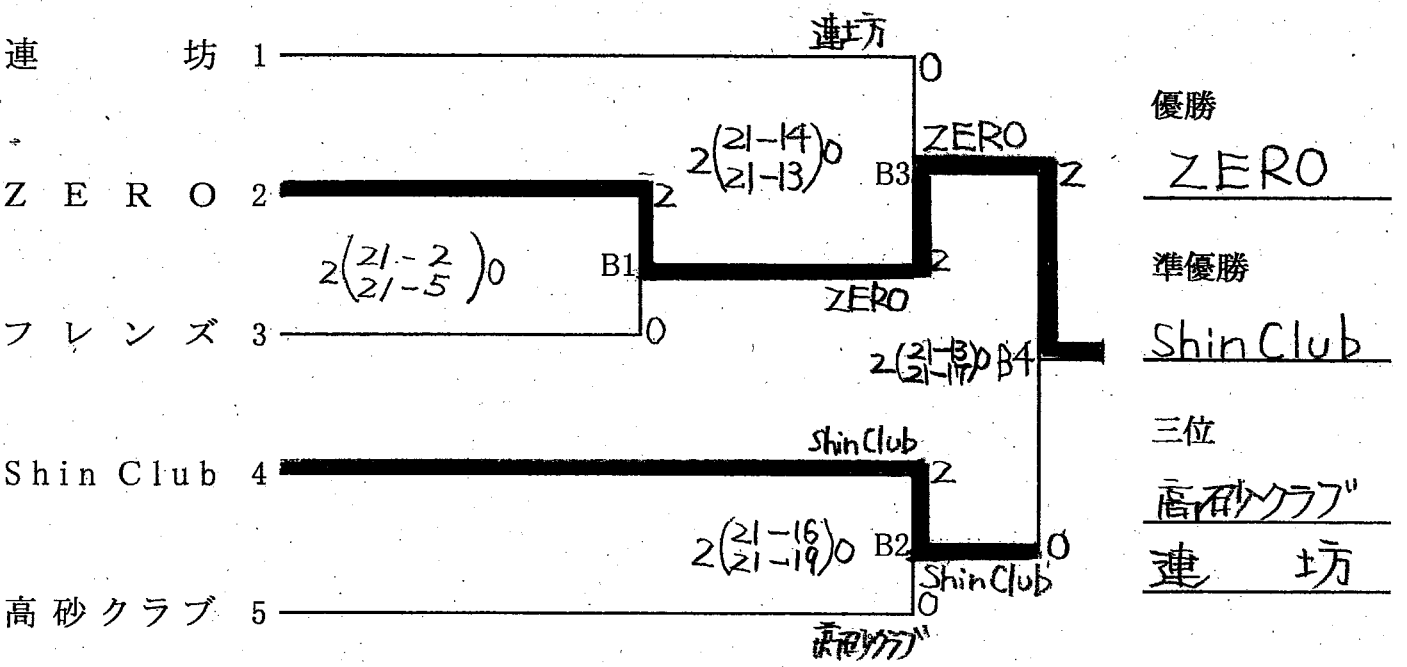 連坊 1
連坊
0
優勝
ZERO
2(21-14 21-13)0
ZERO
B3
2
ZERO 2
2
準優勝
2(21-2 21-5)0
B1
2
ZERO
Shin Club
フレンズ 3
0
2(21-13 21-17)0 B4
三位
Shin Club
Shin Club 4
2
高砂クラブ
2(21-16 21-19)0
B2
0
連坊
Shin Club
高砂クラブ 5
0
高砂クラブ